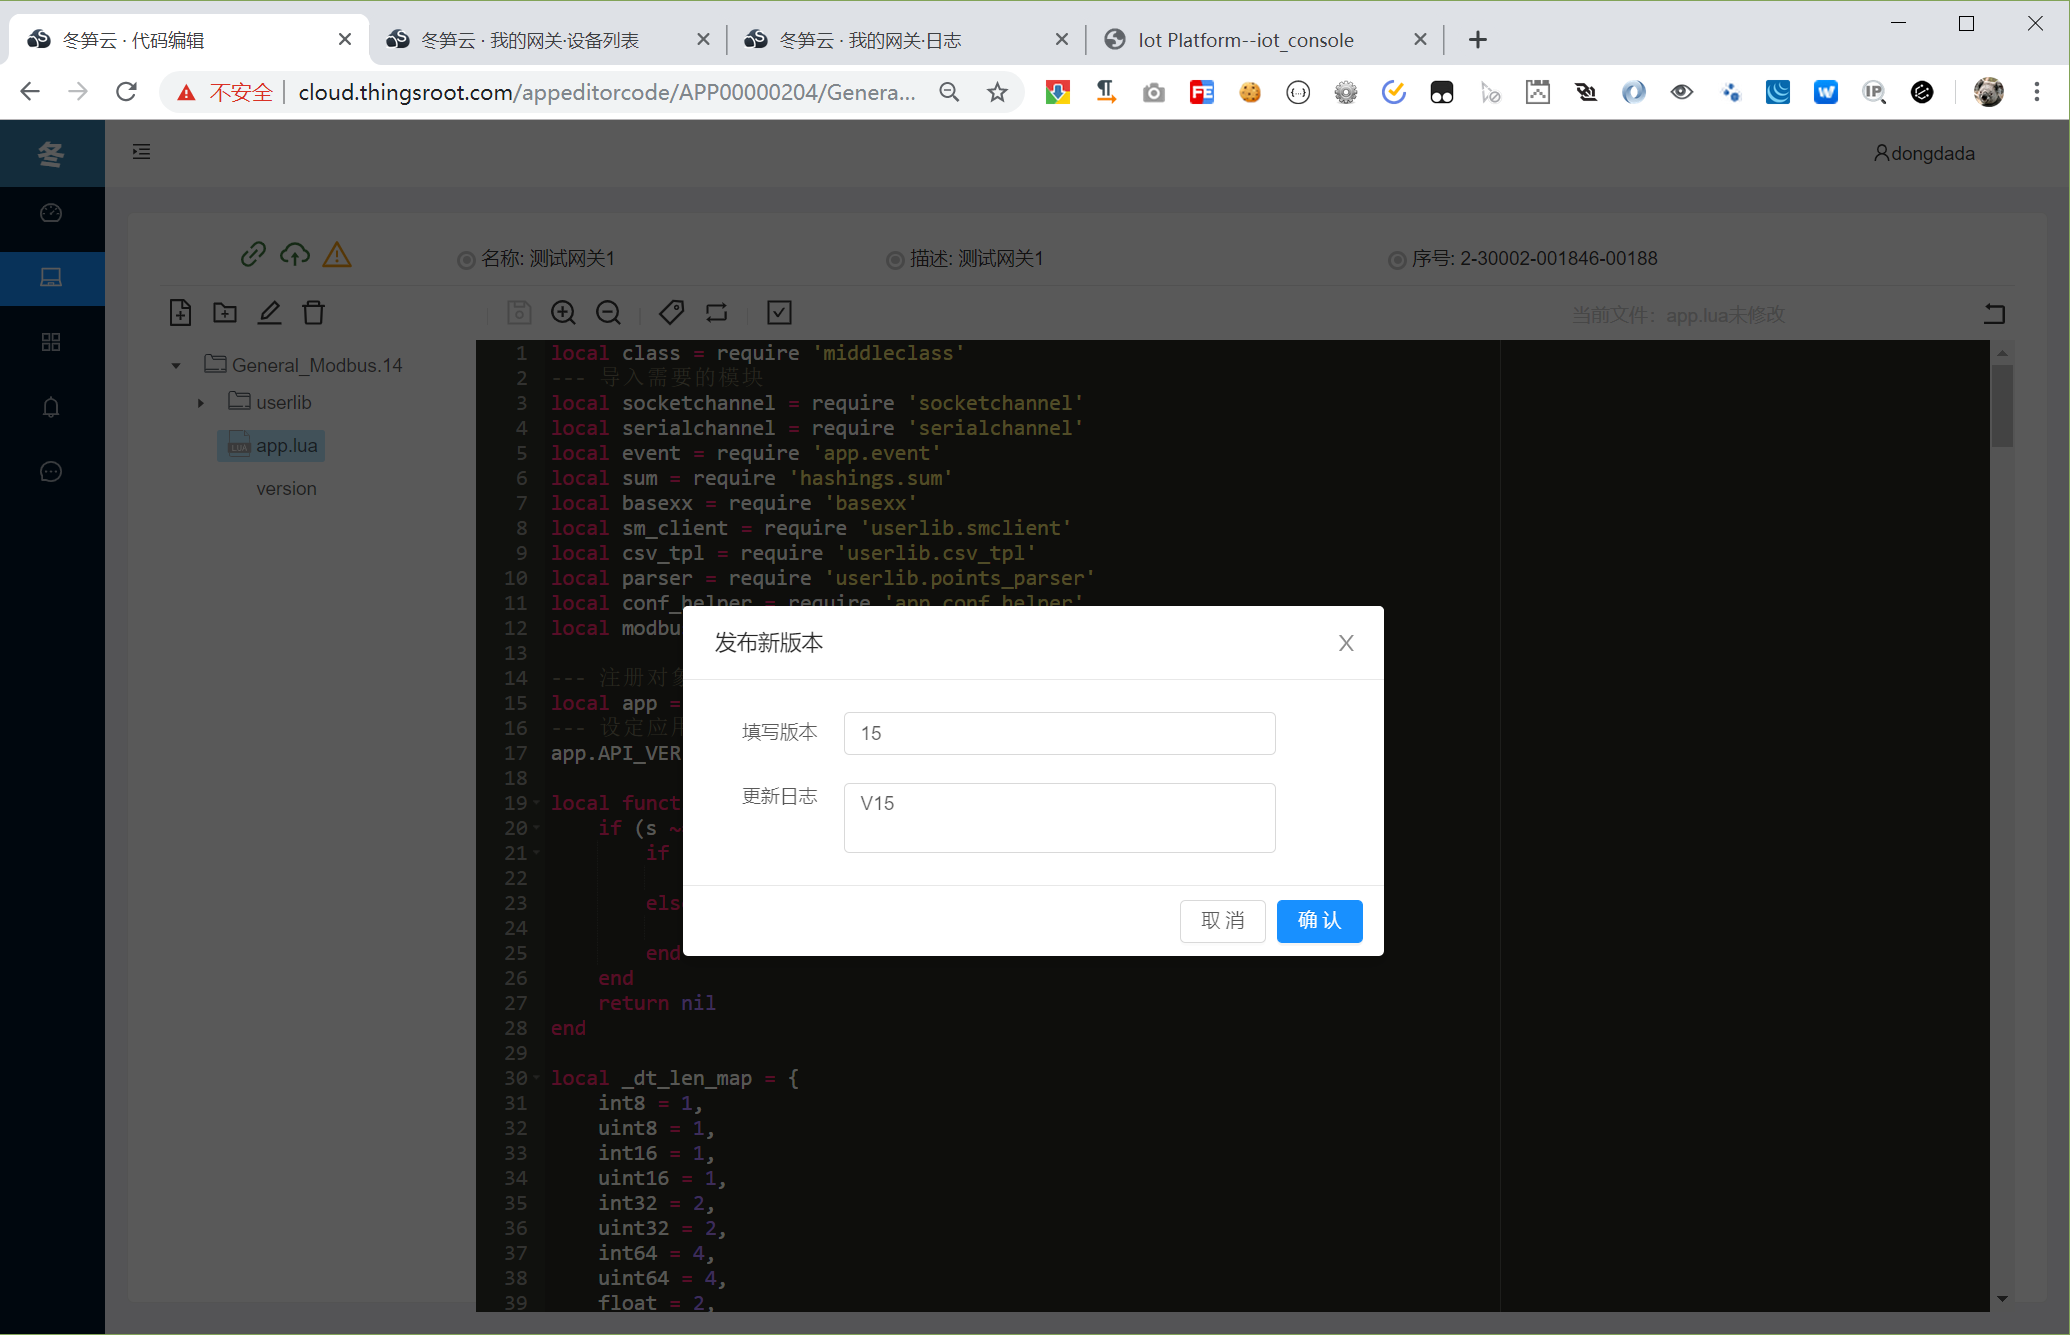 冬笋云 · 代码编辑
冬笋云 · 我的网关·设备列表
冬笋云 · 我的网关·日志
Iot Platform--iot_console
不安全
cloud.thingsroot.com/appeditorcode/APP00000204/Genera...
冬
dongdada
名称: 测试网关1
描述: 测试网关1
序号: 2-30002-001846-00188
当前文件: app.lua未修改
General_Modbus.14
userlib
app.lua
version
1 local class = require 'middleclass'
2 --- 导入需要的模块
3 local socketchannel = require 'socketchannel'
4 local serialchannel = require 'serialchannel'
5 local event = require 'app.event'
6 local sum = require 'hashings.sum'
7 local basexx = require 'basexx'
8 local sm_client = require 'userlib.smclient'
9 local csv_tpl = require 'userlib.csv_tpl'
10 local parser = require 'userlib.points_parser'
11 local conf_helper = require 'app.conf_helper'
12 local modbu
13
14 --- 注册对象
15 local app =
16 --- 设定应用
17 app.API_VER
18
19 local funct
20 if (s ~
21 if
22
23 els
24
25 end
26 end
27 return nil
28 end
29
30 local _dt_len_map = {
31 int8 = 1,
32 uint8 = 1,
33 int16 = 1,
34 uint16 = 1,
35 int32 = 2,
36 uint32 = 2,
37 int64 = 4,
38 uint64 = 4,
39 float = 2,
发布新版本
X
填写版本
15
更新日志
V15
取 消
确 认